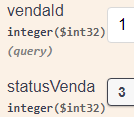 vendaId
integer($int32)
1
(query)
statusVenda
integer($int32)
3